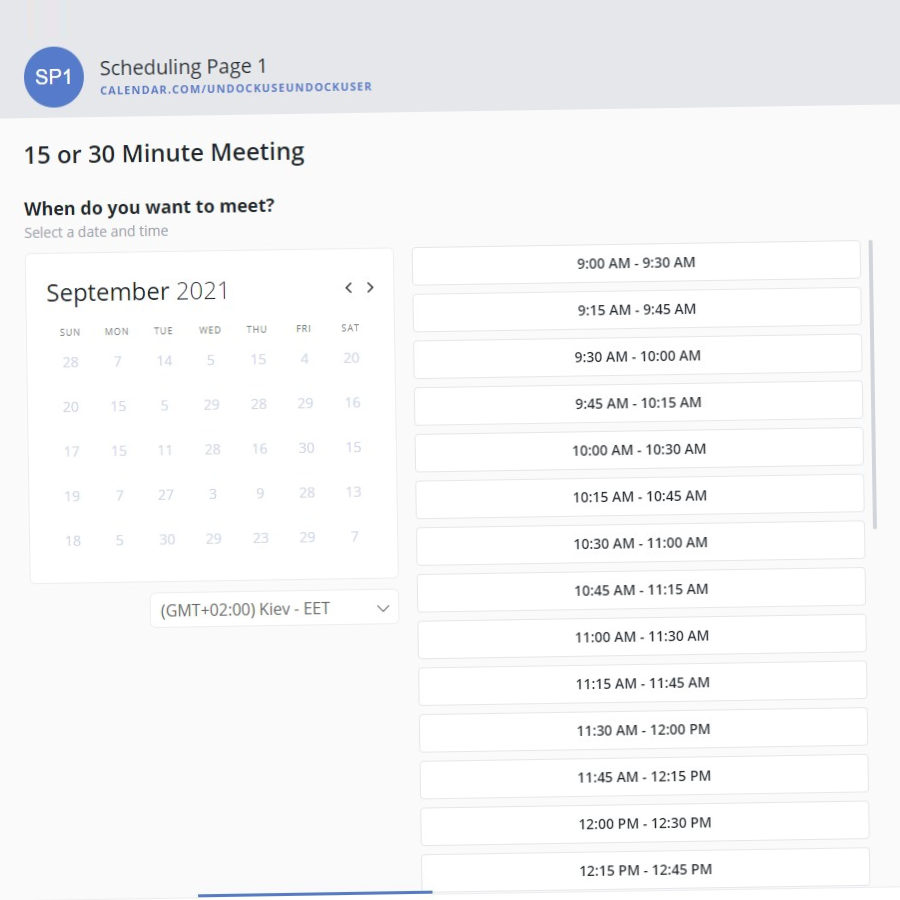 SP1
Scheduling Page 1
CALENDAR.COM/UNDOCKUSEUNDOCKUSER
15 or 30 Minute Meeting
When do you want to meet?
Select a date and time
September 2021
SUN MON TUE WED THU FRI SAT
28 7 14 5 15 4 20
20 15 5 29 28 29 16
17 15 11 28 16 30 15
19 7 27 3 9 28 13
18 5 30 29 23 29 7
(GMT+02:00) Kiev - EET
9:00 AM - 9:30 AM
9:15 AM - 9:45 AM
9:30 AM - 10:00 AM
9:45 AM - 10:15 AM
10:00 AM - 10:30 AM
10:15 AM - 10:45 AM
10:30 AM - 11:00 AM
10:45 AM - 11:15 AM
11:00 AM - 11:30 AM
11:15 AM - 11:45 AM
11:30 AM - 12:00 PM
11:45 AM - 12:15 PM
12:00 PM - 12:30 PM
12:15 PM - 12:45 PM